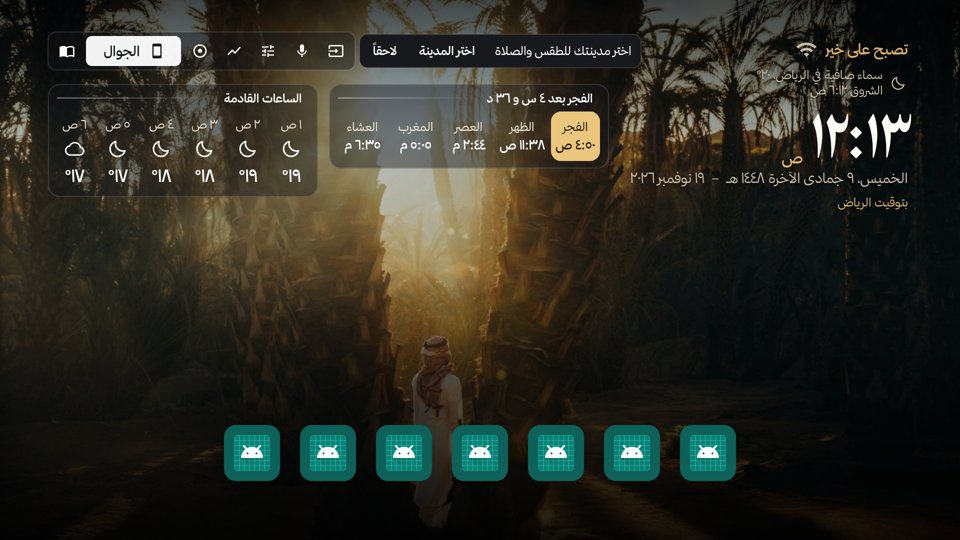 تصبح على خير
سماء صافية في الرياض، ٢٠°
الشروق ٦:١٢ ص
١٢:١٣ ص
الخميس، ٩ جمادى الآخرة ١٤٤٨ هـ – ١٩ نوفمبر ٢٠٢٦
بتوقيت الرياض
اختر مدينتك للطقس والصلاة
اختر المدينة
لاحقاً
الجوال
الفجر بعد ٤ س و ٣٦ د
الفجر الظهر العصر المغرب العشاء
٤:٥٠ ص ١١:٣٨ ص ٢:٤٤ م ٥:٠٥ م ٦:٣٥ م
الساعات القادمة
١ ص ٢ ص ٣ ص ٤ ص ٥ ص ٦ ص
١٩° ١٩° ١٨° ١٨° ١٧° ١٧°